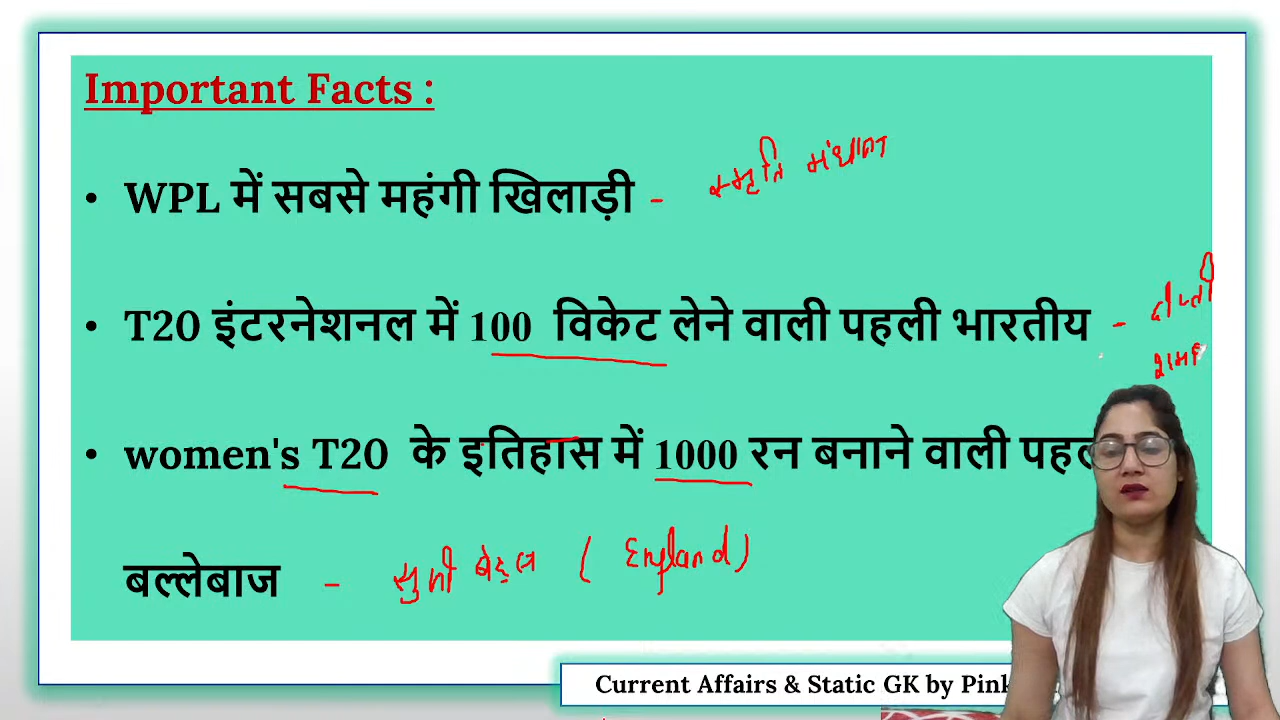 Important Facts :
• WPL में सबसे महंगी खिलाड़ी - स्मृति मंधाना
• T20 इंटरनेशनल में 100 विकेट लेने वाली पहली भारतीय - दीप्ती
शर्मा
• women's T20 के इतिहास में 1000 रन बनाने वाली पहल
बल्लेबाज - सुजी बेट्स ( England)
Current Affairs & Static GK by Pink